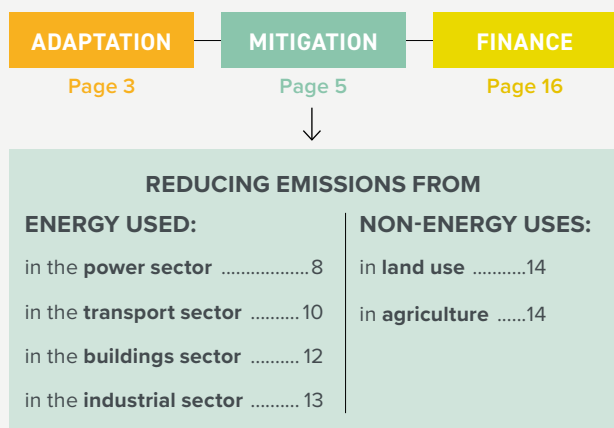 ADAPTATION MITIGATION FINANCE
Page 3 Page 5 Page 16
REDUCING EMISSIONS FROM
ENERGY USED:
in the power sector ..................8
in the transport sector .......... 10
in the buildings sector .......... 12
in the industrial sector .......... 13
NON-ENERGY USES:
in land use ...........14
in agriculture ......14